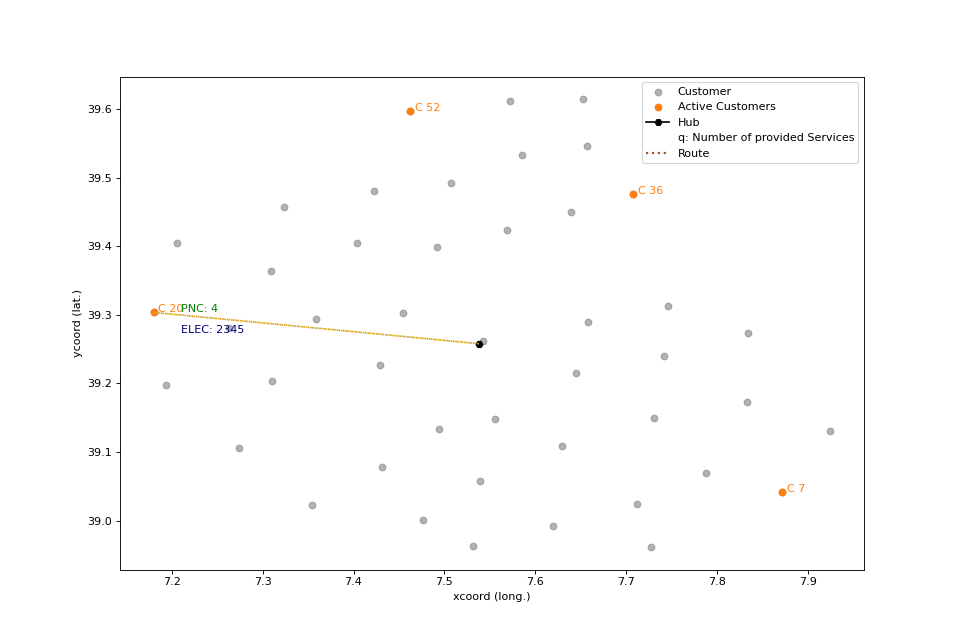 Customer
Active Customers
Hub
q: Number of provided Services
Route
C 52
C 36
C 20
PNC: 4
ELEC: 2345
C 7
39.6
39.5
39.4
39.3
39.2
39.1
39.0
ycoord (lat.)
7.2 7.3 7.4 7.5 7.6 7.7 7.8 7.9
xcoord (long.)